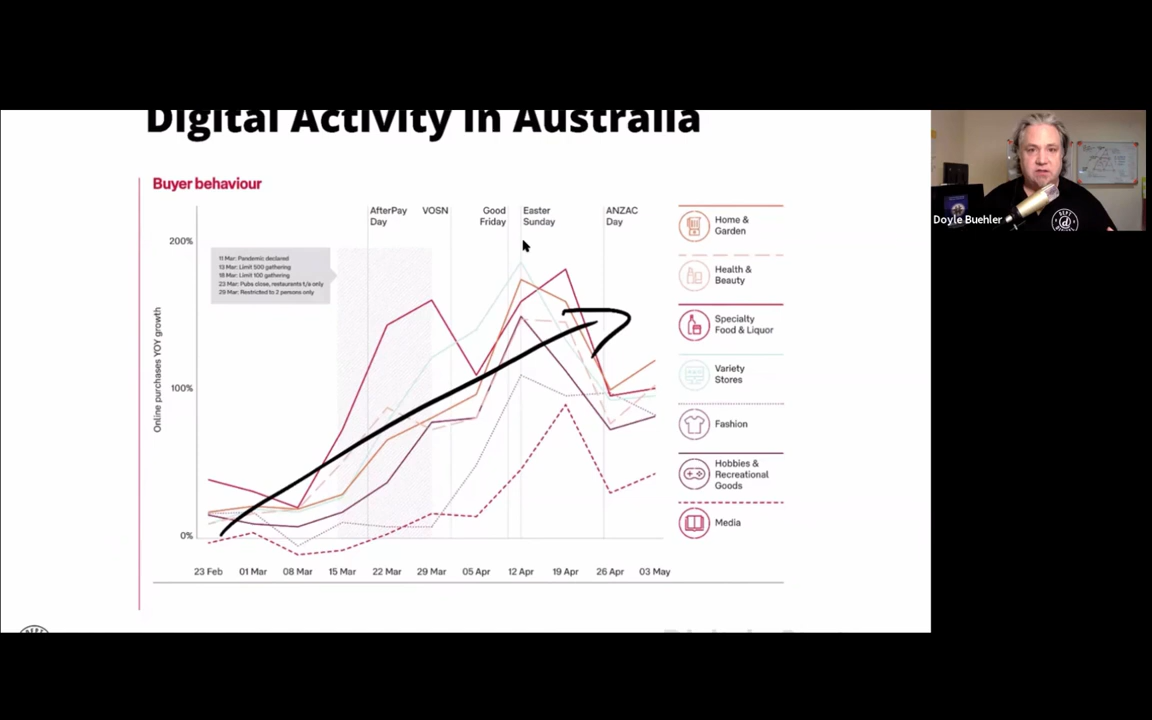 Digital Activity in Australia
Buyer behaviour
AfterPay
Day
VOSN
Good
Friday
Easter
Sunday
ANZAC
Day
200%
100%
0%
Online purchases YOY growth
11 Mar: Pandemic declared
13 Mar: Limit 500 gathering
18 Mar: Limit 100 gathering
23 Mar: Pubs close, restaurants t/a only
29 Mar: Restricted to 2 persons only
23 Feb
01 Mar
08 Mar
15 Mar
22 Mar
29 Mar
05 Apr
12 Apr
19 Apr
26 Apr
03 May
Home &
Garden
Health &
Beauty
Specialty
Food & Liquor
Variety
Stores
Fashion
Hobbies &
Recreational
Goods
Media
Doyle Buehler